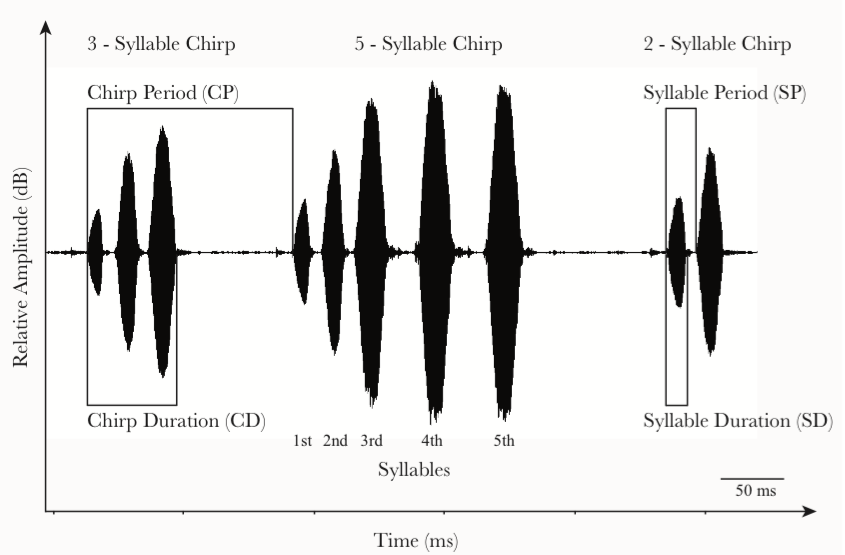 3 - Syllable Chirp
5 - Syllable Chirp
2 - Syllable Chirp
Chirp Period (CP)
Syllable Period (SP)
Relative Amplitude (dB)
Chirp Duration (CD)
Syllable Duration (SD)
1st 2nd 3rd 4th 5th
Syllables
50 ms
Time (ms)